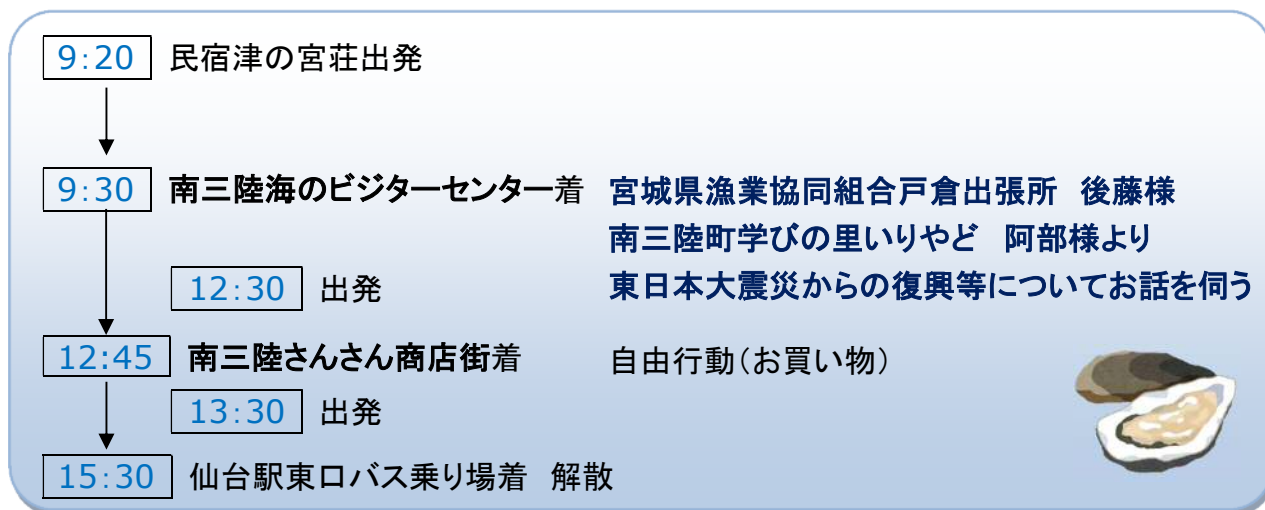 9:20 民宿津の宮荘出発
9:30 南三陸海のビジターセンター着 宮城県漁業協同組合戸倉出張所 後藤様
南三陸町学びの里いりやど 阿部様より
12:30 出発 東日本大震災からの復興等についてお話を伺う
12:45 南三陸さんさん商店街着 自由行動(お買い物)
13:30 出発
15:30 仙台駅東口バス乗り場着 解散